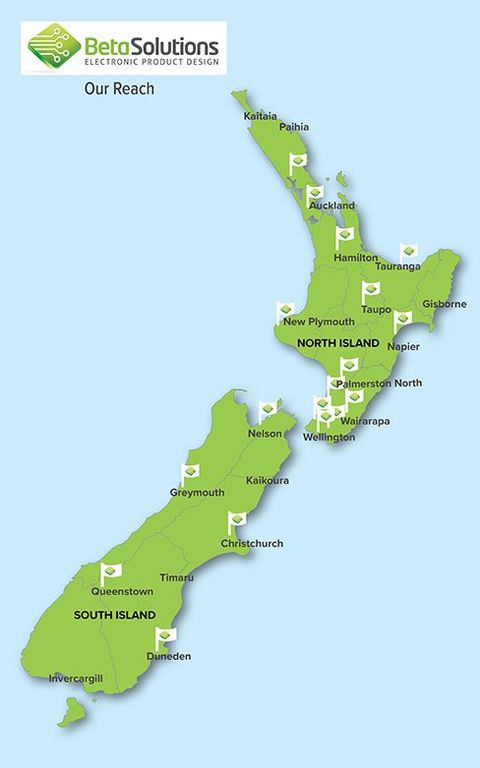 BetaSolutions
ELECTRONIC PRODUCT DESIGN
Our Reach
Kaitaia
Paihia
Auckland
Hamilton
Tauranga
Taupo
Gisborne
New Plymouth
NORTH ISLAND
Napier
Palmerston North
Wairarapa
Wellington
Nelson
Kaikoura
Greymouth
Christchurch
Timaru
Queenstown
SOUTH ISLAND
Duneden
Invercargill